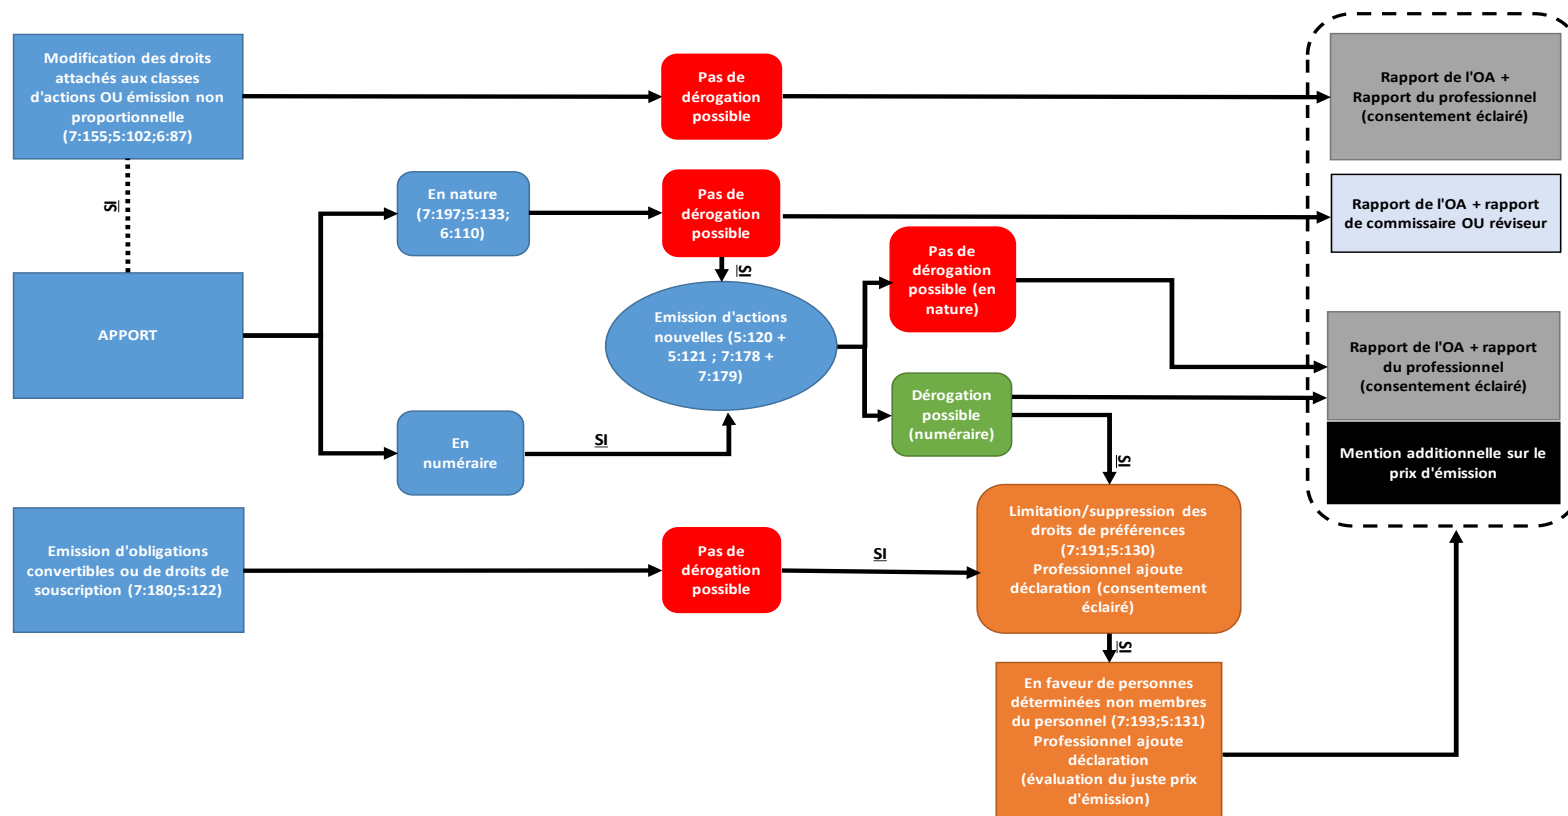 Modification des droits
attachés aux classes
d'actions OU émission non
proportionnelle
(7:155;5:102;6:87)
Pas de
dérogation
possible
Rapport de l'OA +
Rapport du professionnel
(consentement éclairé)
SI
En nature
(7:197;5:133;
6:110)
Pas de
dérogation
possible
Rapport de l'OA + rapport
de commissaire OU réviseur
SI
APPORT
Emission d'actions
nouvelles (5:120 +
5:121 ; 7:178 +
7:179)
Pas de
dérogation
possible (en
nature)
Rapport de l'OA + rapport
du professionnel
(consentement éclairé)
Dérogation
possible
(numéraire)
En
numéraire
SI
SI
Mention additionnelle sur le
prix d'émission
Emission d'obligations
convertibles ou de droits de
souscription (7:180;5:122)
Pas de
dérogation
possible
SI
Limitation/suppression des
droits de préférences
(7:191;5:130)
Professionnel ajoute
déclaration (consentement
éclairé)
SI
En faveur de personnes
déterminées non membres
du personnel (7:193;5:131)
Professionnel ajoute
déclaration
(évaluation du juste prix
d'émission)